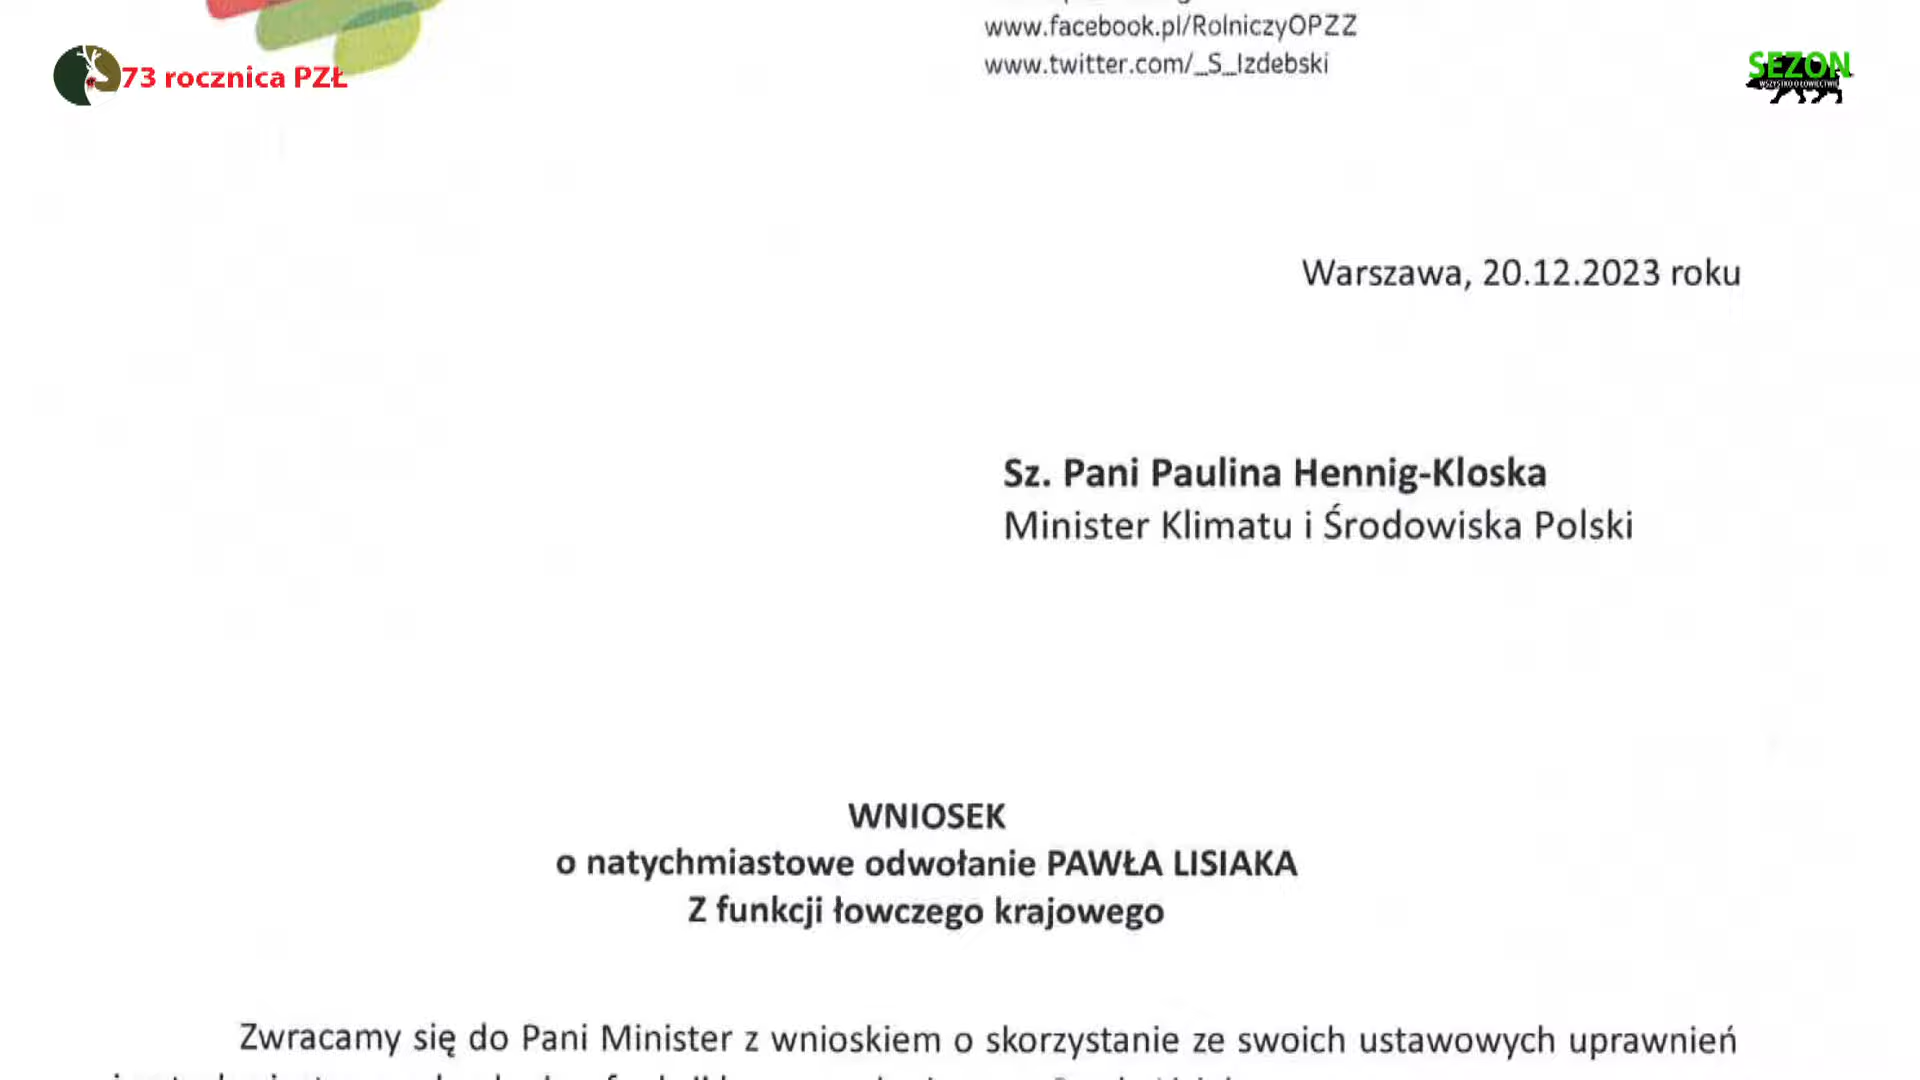 www.facebook.pl/RolniczyOPZZ
www.twitter.com/_S_Izdebski
73 rocznica PZŁ
SEZON
WSZYSTKO O ŁOWIECTWIE
Warszawa, 20.12.2023 roku
Sz. Pani Paulina Hennig-Kloska
Minister Klimatu i Środowiska Polski
WNIOSEK
o natychmiastowe odwołanie PAWŁA LISIAKA
Z funkcji łowczego krajowego
Zwracamy się do Pani Minister z wnioskiem o skorzystanie ze swoich ustawowych uprawnień